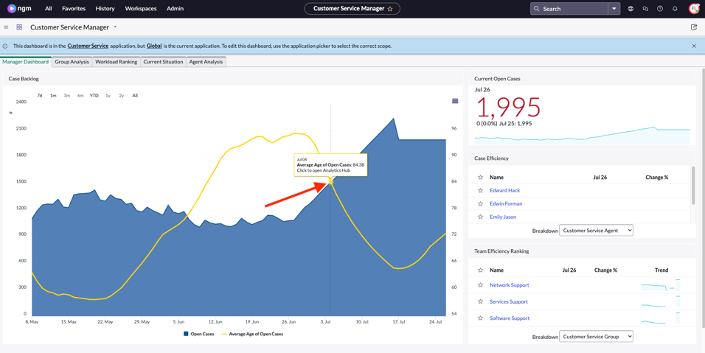 ngm All Favorites History Workspaces Admin Customer Service Manager Search
Customer Service Manager
This dashboard is in the Customer Service application, but Global is the current application. To edit this dashboard, use the application picker to select the correct scope.
Manager Dashboard Group Analysis Workload Ranking Current Situation Agent Analysis
Case Backlog
7d 1m 3m 6m YTD 1y 2y All
2400
2100
1800
1500
1200
900
600
300
0
96
90
84
78
72
66
60
54
Jul 04
Average Age of Open Cases: 84.38
Click to open Analytics Hub
8. May 15. May 22. May 29. May 5. Jun 12. Jun 19. Jun 26. Jun 3. Jul 10. Jul 17. Jul 24. Jul
Open Cases Average Age of Open Cases
Current Open Cases
Jul 26
1,995
0 (0.0%) Jul 25: 1,995
Case Efficiency
Name Jul 26 Change %
Edward Hack
Edwin Forman
Emily Jason
Breakdown Customer Service Agent
Team Efficiency Ranking
Name Jul 26 Change % Trend
Network Support
Services Support
Software Support
Breakdown Customer Service Group